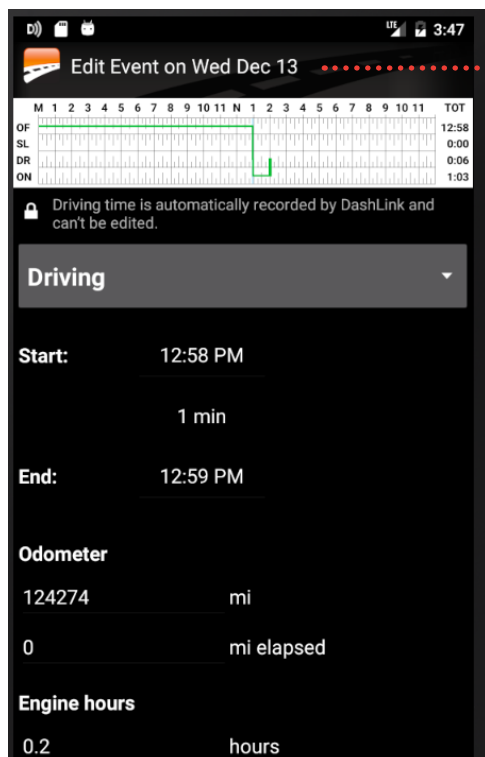 D)) LTE 3:47
Edit Event on Wed Dec 13
M 1 2 3 4 5 6 7 8 9 10 11 N 1 2 3 4 5 6 7 8 9 10 11 TOT
OF 12:58
SL 0:00
DR 0:06
ON 1:03
Driving time is automatically recorded by DashLink and
can't be edited.
Driving
Start: 12:58 PM
1 min
End: 12:59 PM
Odometer
124274 mi
0 mi elapsed
Engine hours
0.2 hours